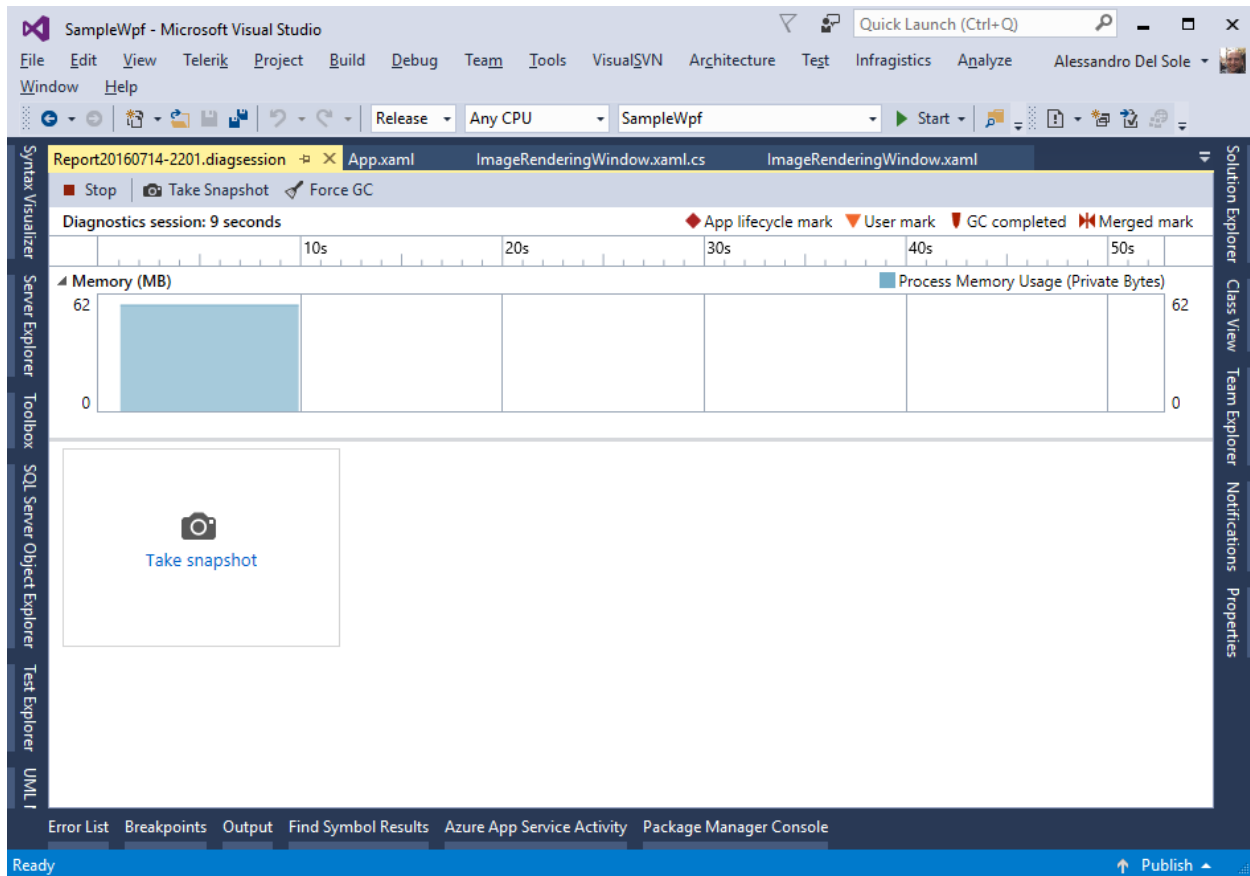 SampleWpf - Microsoft Visual Studio
Quick Launch (Ctrl+Q)
File Edit View Telerik Project Build Debug Team Tools VisualSVN Architecture Test Infragistics Analyze Alessandro Del Sole
Window Help
Release Any CPU SampleWpf Start
Report20160714-2201.diagsession App.xaml ImageRenderingWindow.xaml.cs ImageRenderingWindow.xaml
Stop Take Snapshot Force GC
Diagnostics session: 9 seconds App lifecycle mark User mark GC completed Merged mark
10s 20s 30s 40s 50s
Memory (MB) Process Memory Usage (Private Bytes)
62 62
0 0
Take snapshot
Syntax Visualizer
Server Explorer
Toolbox
SQL Server Object Explorer
Test Explorer
UML
Solution Explorer
Class View
Team Explorer
Notifications
Properties
Error List Breakpoints Output Find Symbol Results Azure App Service Activity Package Manager Console
Ready Publish